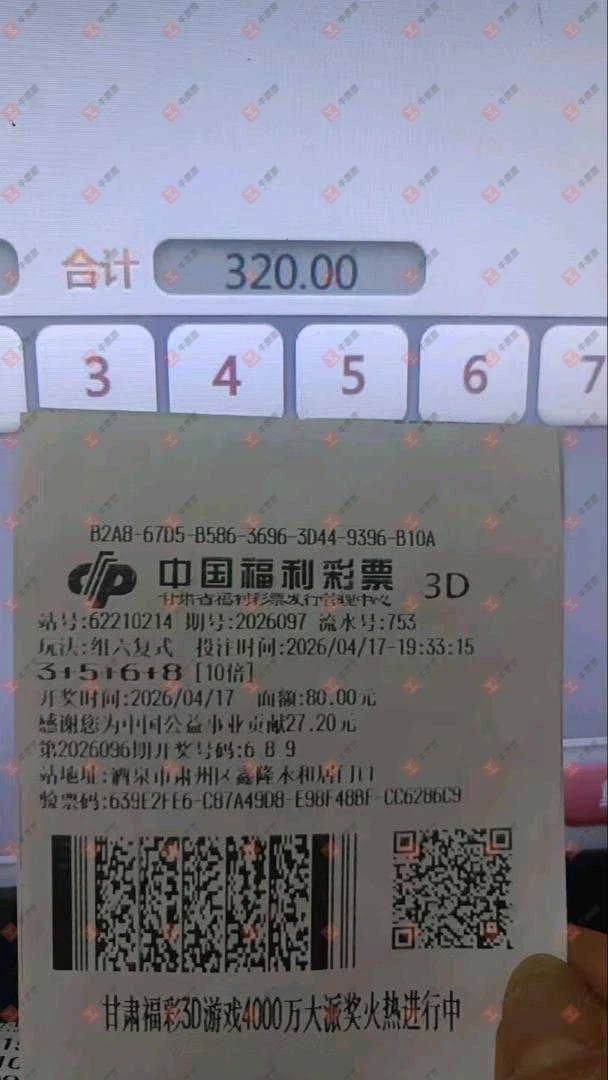 合计 320.00
3 4 5 6 7
B2A8-67D5-B586-3696-3D44-9396-B10A
中国福利彩票 3D
甘肃省福利彩票发行管理中心
站号:62210214 期号:2026097 流水号:753
玩法:组六复式 投注时间:2026/04/17-19:33:15
3+5+6+8 [10倍]
开奖时间:2026/04/17 面额:80.00元
感谢您为中国公益事业贡献27.20元
第2026096期开奖号码:6 8 9
站地址:酒泉市肃州区鑫隆永和居门口
验票码:639E2FE6-C87A49D8-E98F48BF-CC6286C9
甘肃福彩3D游戏4000万大派奖火热进行中
牛票票